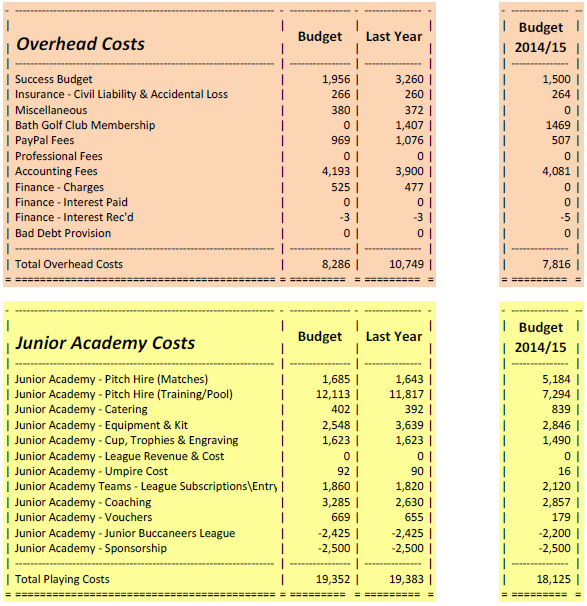 Overhead Costs | Budget | Last Year | Budget 2014/15
Success Budget | 1,956 | 3,260 | 1,500
Insurance - Civil Liability & Accidental Loss | 266 | 260 | 264
Miscellaneous | 380 | 372 | 0
Bath Golf Club Membership | 0 | 1,407 | 1469
PayPal Fees | 969 | 1,076 | 507
Professional Fees | 0 | 0 | 0
Accounting Fees | 4,193 | 3,900 | 4,081
Finance - Charges | 525 | 477 | 0
Finance - Interest Paid | 0 | 0 | 0
Finance - Interest Rec'd | -3 | -3 | -5
Bad Debt Provision | 0 | 0 | 0
Total Overhead Costs | 8,286 | 10,749 | 7,816
Junior Academy Costs | Budget | Last Year | Budget 2014/15
Junior Academy - Pitch Hire (Matches) | 1,685 | 1,643 | 5,184
Junior Academy - Pitch Hire (Training/Pool) | 12,113 | 11,817 | 7,294
Junior Academy - Catering | 402 | 392 | 839
Junior Academy - Equipment & Kit | 2,548 | 3,639 | 2,846
Junior Academy - Cup, Trophies & Engraving | 1,623 | 1,623 | 1,490
Junior Academy - League Revenue & Cost | 0 | 0 | 0
Junior Academy - Umpire Cost | 92 | 90 | 16
Junior Academy Teams - League Subscriptions\Entry | 1,860 | 1,820 | 2,120
Junior Academy - Coaching | 3,285 | 2,630 | 2,857
Junior Academy - Vouchers | 669 | 655 | 179
Junior Academy - Junior Buccaneers League | -2,425 | -2,425 | -2,200
Junior Academy - Sponsorship | -2,500 | -2,500 | -2,500
Total Playing Costs | 19,352 | 19,383 | 18,125